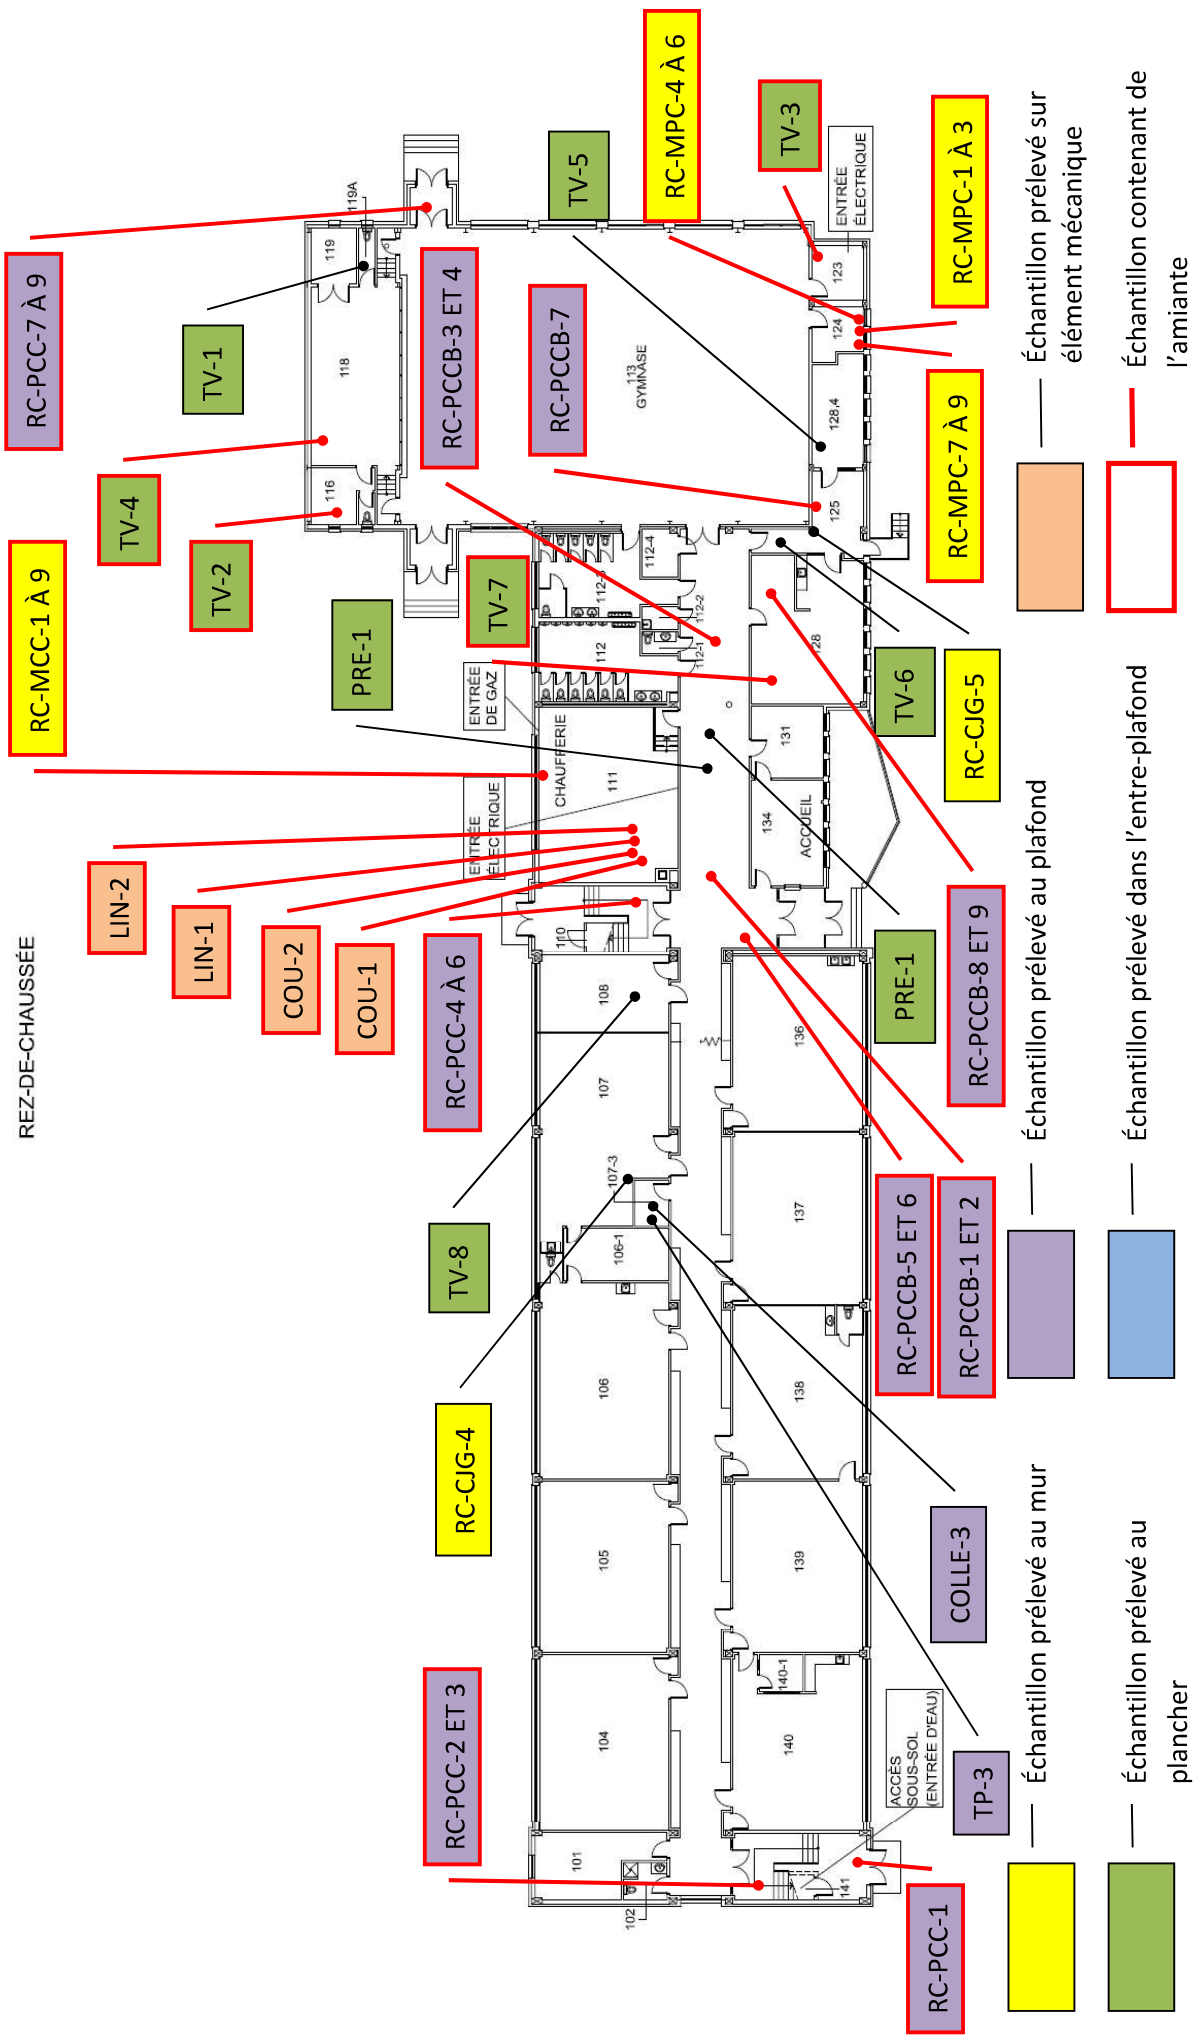 REZ-DE-CHAUSSÉE
RC-MCC-1 À 9
RC-PCC-7 À 9
LIN-2
TV-4
LIN-1
TV-2
TV-1
COU-2
COU-1
PRE-1
119A
RC-PCC-2 ET 3
RC-CJG-4
TV-8
RC-PCC-4 À 6
RC-PCCB-3 ET 4
116
118
119
ENTRÉE
ÉLECTRIQUE
ENTRÉE
DE GAZ
TV-7
RC-PCCB-7
TV-5
CHAUFFERIE
101
102
104
105
106
106-1
107-3
107
108
110
111
112
112-3
112-1
112-2
112-4
113
GYMNASE
RC-MPC-4 À 6
TV-3
141
140
140-1
139
138
137
136
134
ACCUEIL
131
128
125
128.4
124
123
ENTRÉE
ÉLECTRIQUE
ACCÈS
SOUS-SOL
(ENTRÉE D'EAU)
RC-PCCB-5 ET 6
PRE-1
TV-6
RC-PCC-1
TP-3
COLLE-3
RC-PCCB-1 ET 2
RC-PCCB-8 ET 9
RC-CJG-5
RC-MPC-7 À 9
RC-MPC-1 À 3
Échantillon prélevé au mur
Échantillon prélevé au plafond
Échantillon prélevé sur
élément mécanique
Échantillon prélevé au
plancher
Échantillon prélevé dans l'entre-plafond
Échantillon contenant de
l'amiante